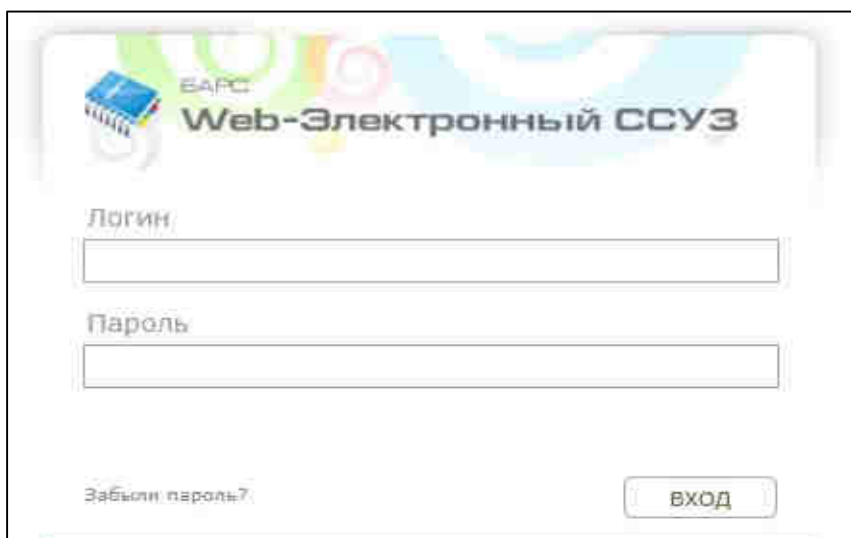 БАРС
Web-Электронный ССУЗ
Логин
Пароль
Забыли пароль?
ВХОД